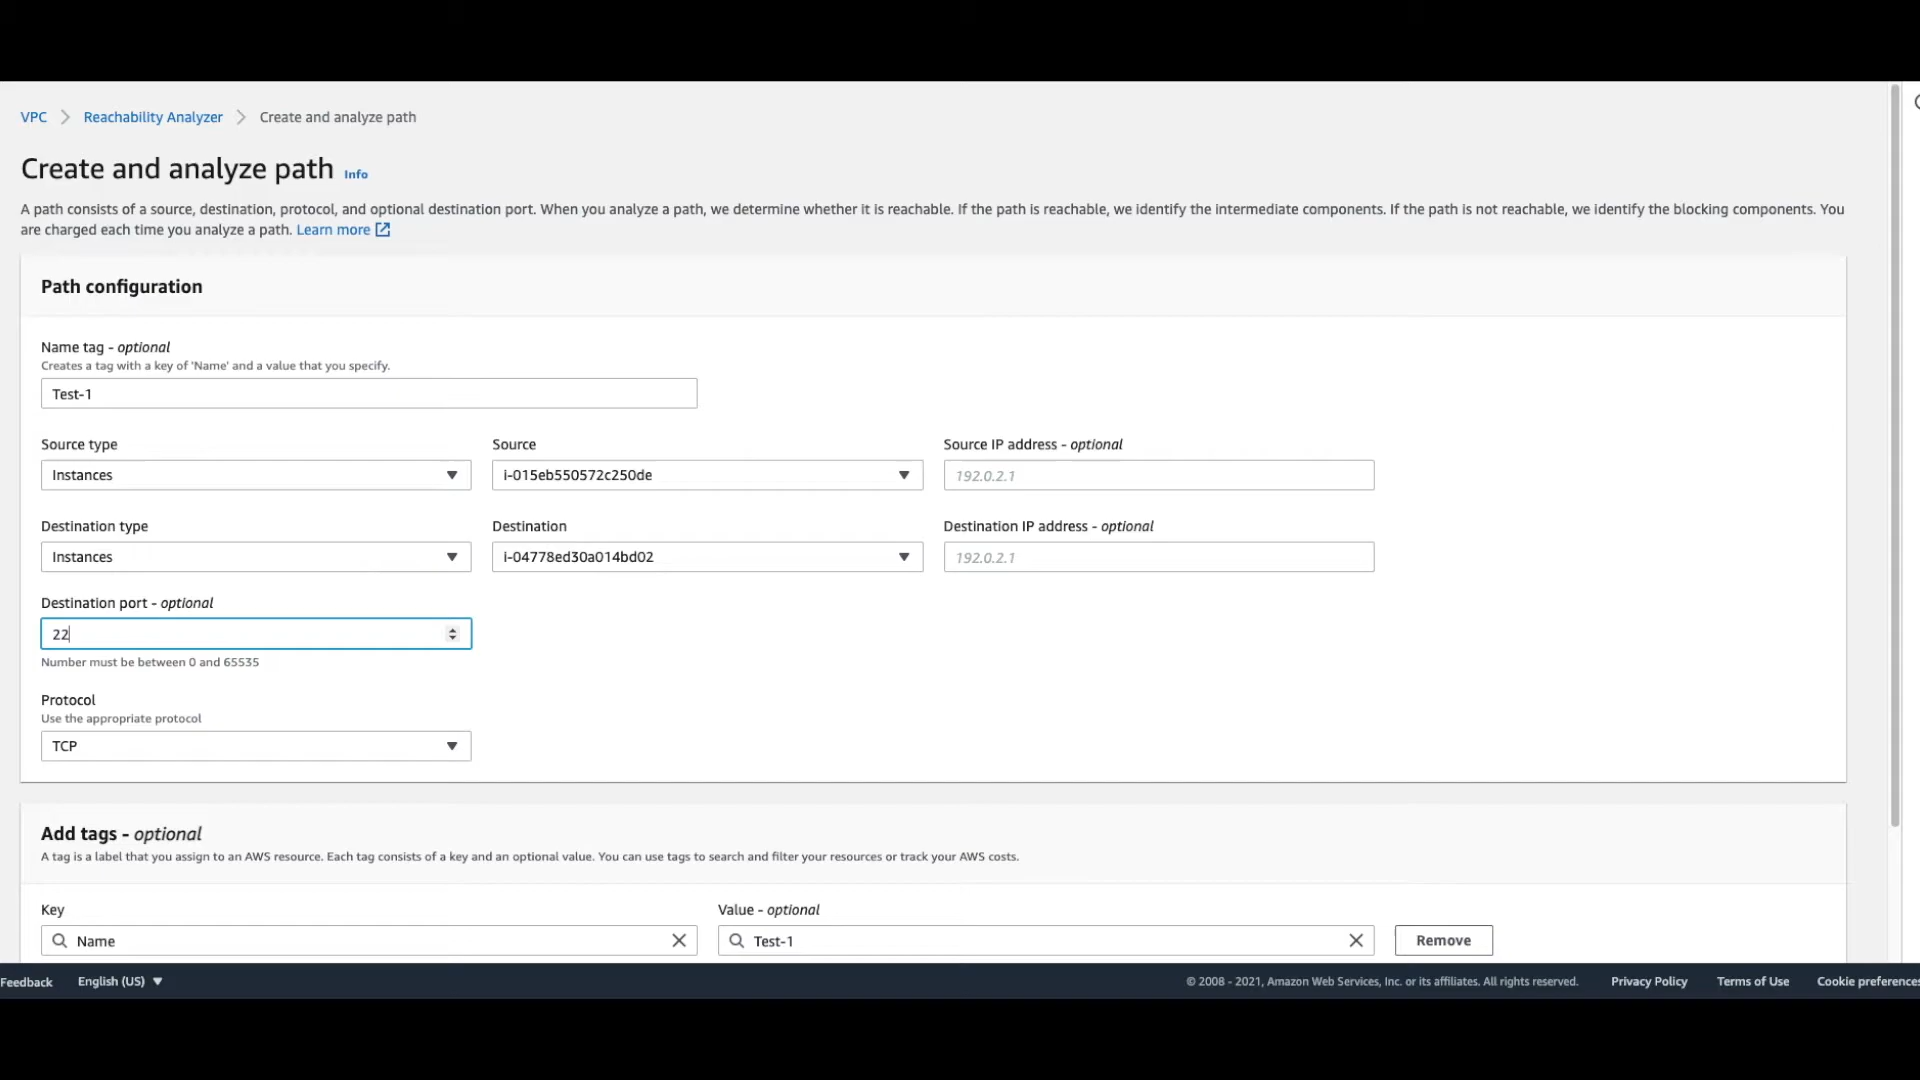 VPC > Reachability Analyzer > Create and analyze path
Create and analyze path Info
A path consists of a source, destination, protocol, and optional destination port. When you analyze a path, we determine whether it is reachable. If the path is reachable, we identify the intermediate components. If the path is not reachable, we identify the blocking components. You
are charged each time you analyze a path. Learn more
Path configuration
Name tag - optional
Creates a tag with a key of 'Name' and a value that you specify.
Test-1
Source type Source Source IP address - optional
Instances i-015eb550572c250de 192.0.2.1
Destination type Destination Destination IP address - optional
Instances i-04778ed30a014bd02 192.0.2.1
Destination port - optional
22
Number must be between 0 and 65535
Protocol
Use the appropriate protocol
TCP
Add tags - optional
A tag is a label that you assign to an AWS resource. Each tag consists of a key and an optional value. You can use tags to search and filter your resources or track your AWS costs.
Key Value - optional
Name Test-1 Remove
Feedback English (US) © 2008 - 2021, Amazon Web Services, Inc. or its affiliates. All rights reserved. Privacy Policy Terms of Use Cookie preferences